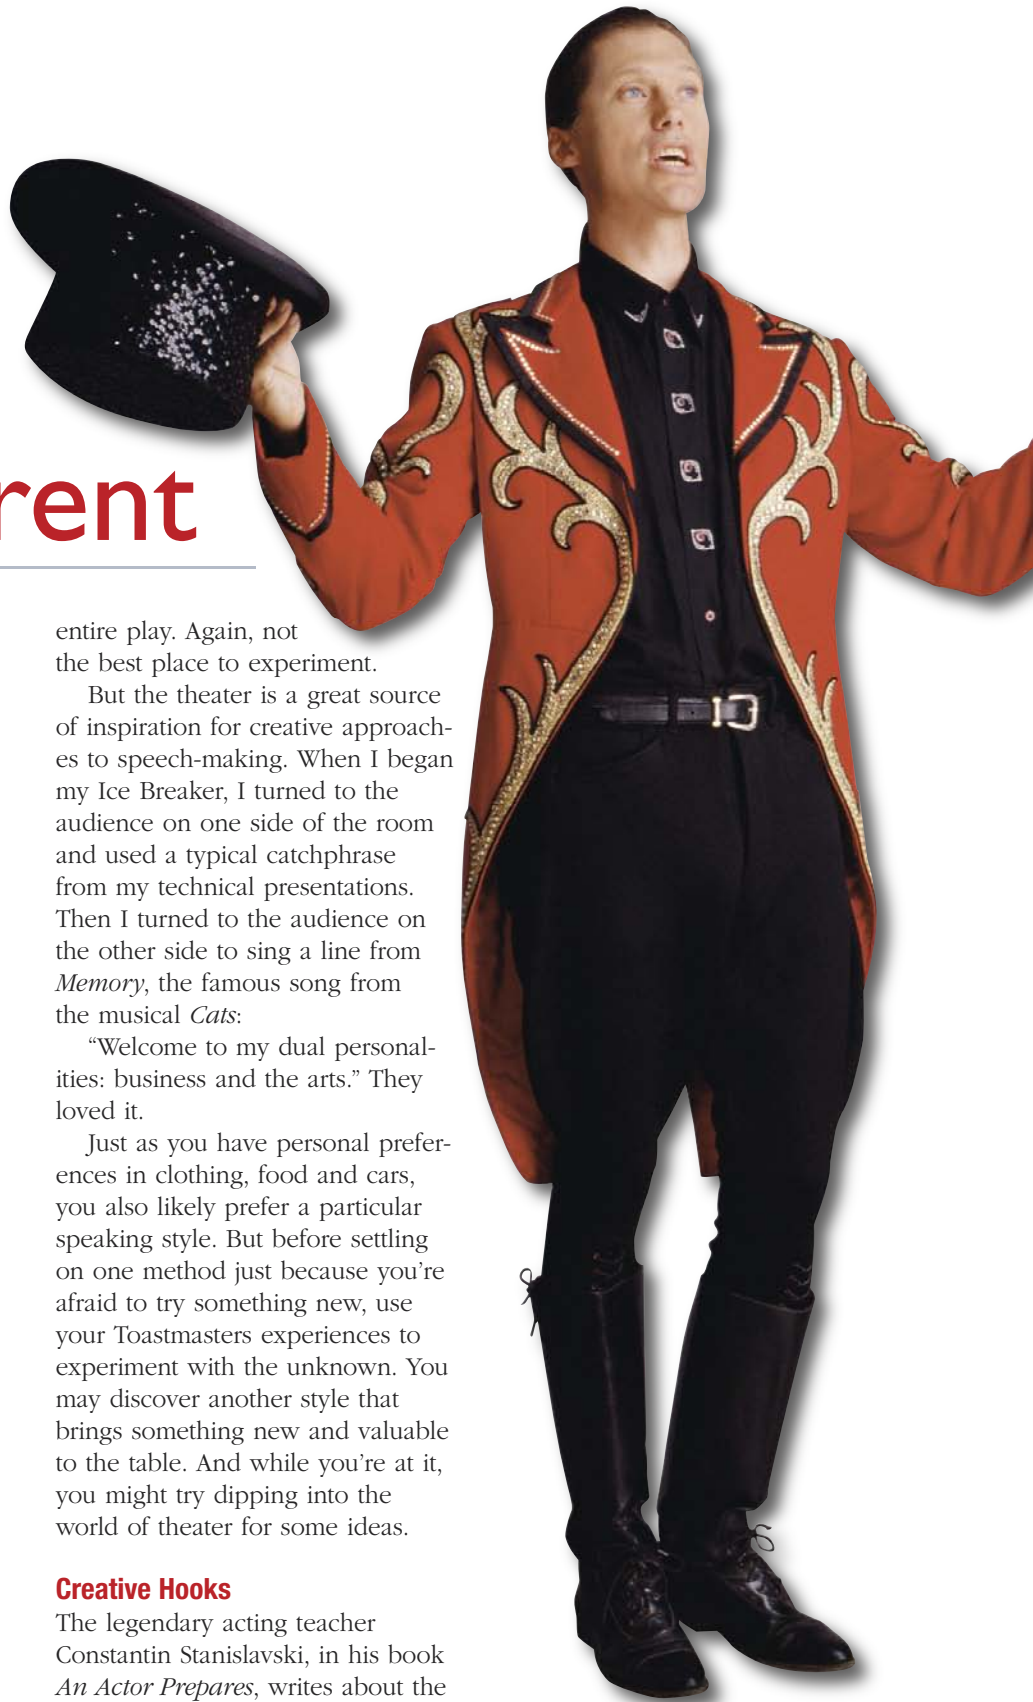 rent
entire play. Again, not
the best place to experiment.
But the theater is a great source
of inspiration for creative approach-
es to speech-making. When I began
my Ice Breaker, I turned to the
audience on one side of the room
and used a typical catchphrase
from my technical presentations.
Then I turned to the audience on
the other side to sing a line from
Memory, the famous song from
the musical Cats:
“Welcome to my dual personal-
ities: business and the arts.” They
loved it.
Just as you have personal prefer-
ences in clothing, food and cars,
you also likely prefer a particular
speaking style. But before settling
on one method just because you’re
afraid to try something new, use
your Toastmasters experiences to
experiment with the unknown. You
may discover another style that
brings something new and valuable
to the table. And while you’re at it,
you might try dipping into the
world of theater for some ideas.
Creative Hooks
The legendary acting teacher
Constantin Stanislavski, in his book
An Actor Prepares, writes about the